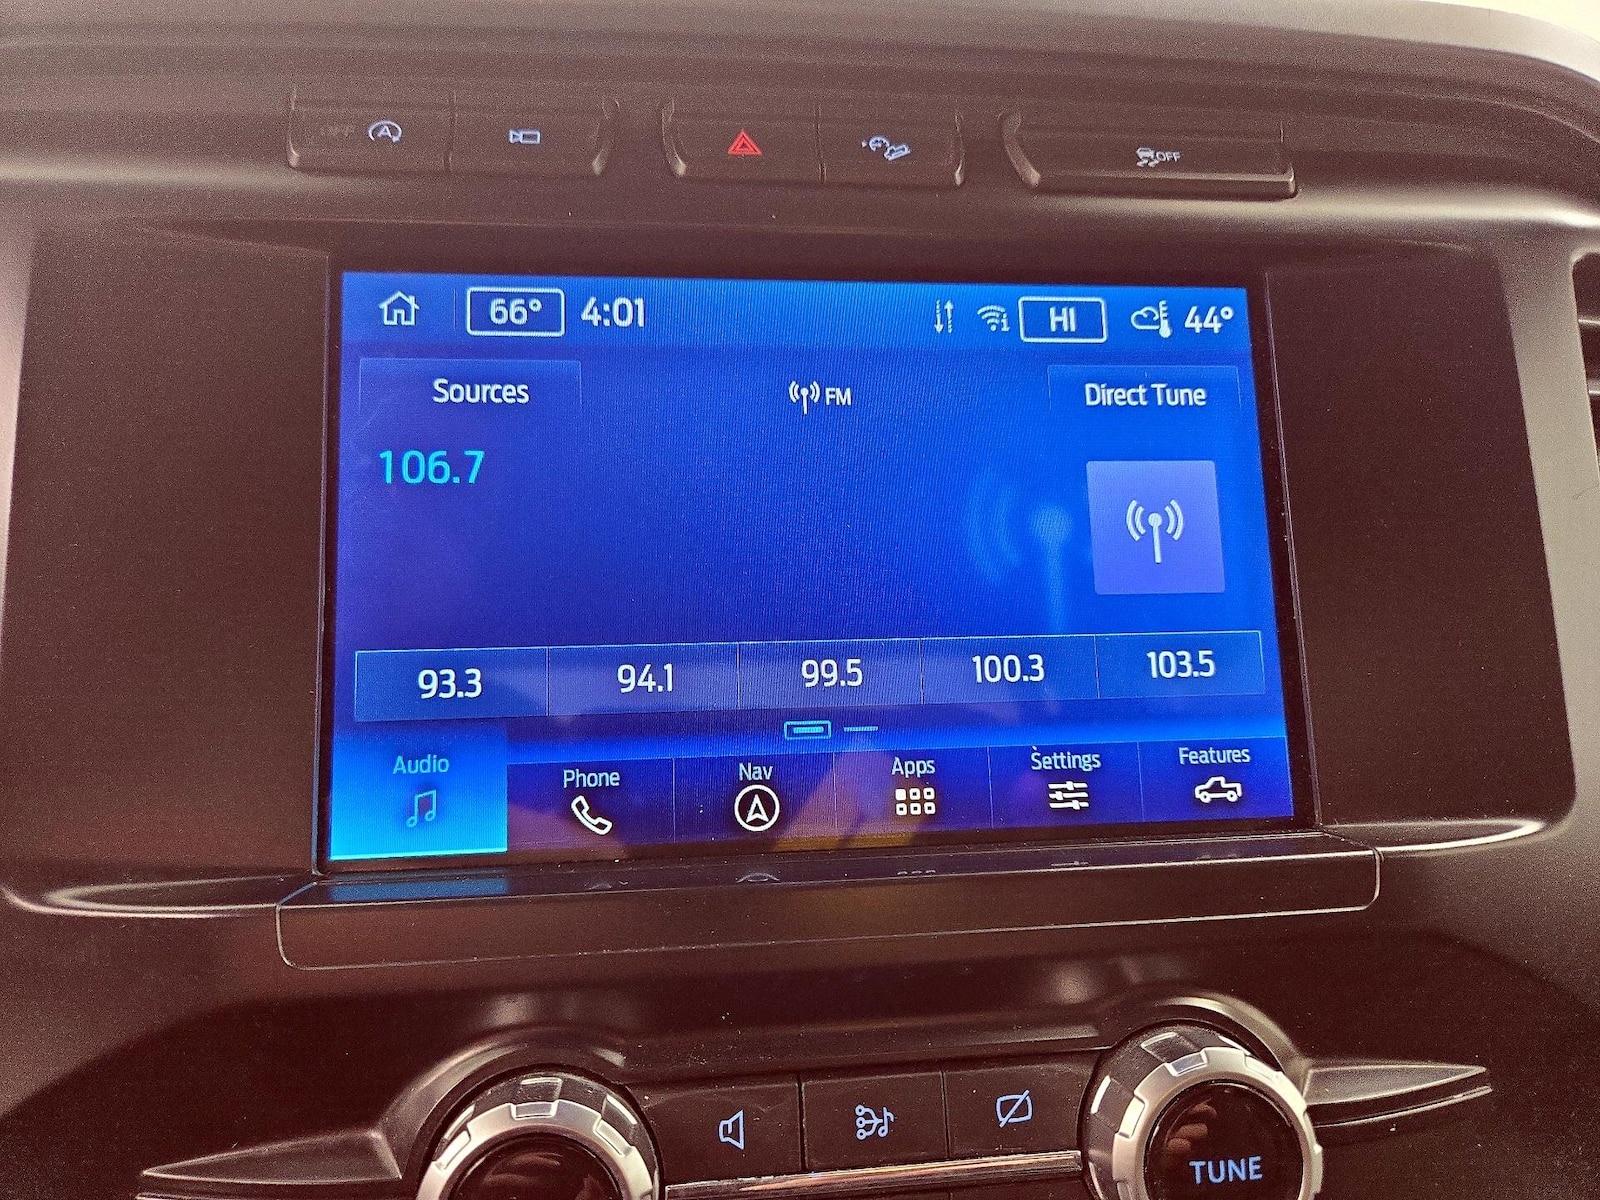 OFF A
OFF
66° 4:01 HI 44°
Sources FM Direct Tune
106.7
93.3 94.1 99.5 100.3 103.5
Audio Phone Nav Apps Settings Features
TUNE